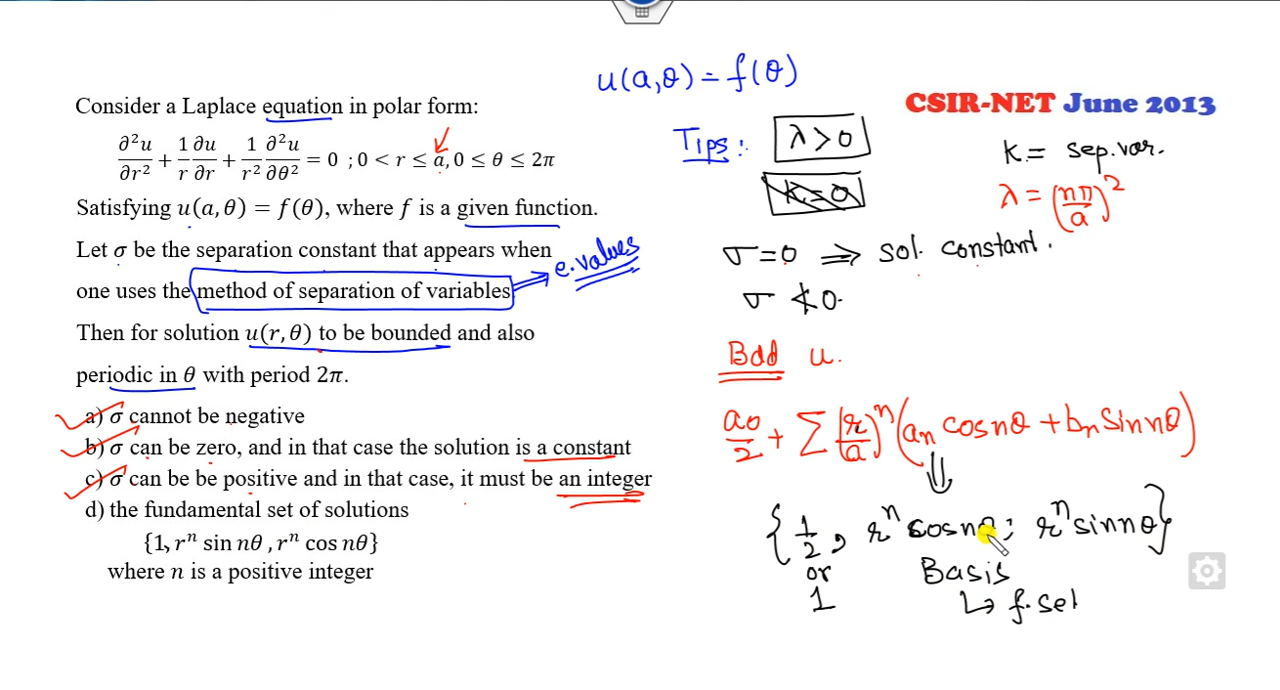 u(a,θ) = f(θ)
CSIR-NET June 2013
Consider a Laplace equation in polar form:
∂²u/∂r² + 1/r ∂u/∂r + 1/r² ∂²u/∂θ² = 0 ; 0 < r ≤ a, 0 ≤ θ ≤ 2π
Satisfying u(a, θ) = f(θ), where f is a given function.
Let σ be the separation constant that appears when
one uses the method of separation of variables
Then for solution u(r, θ) to be bounded and also
periodic in θ with period 2π.
a) σ cannot be negative
b) σ can be zero, and in that case the solution is a constant
c) σ can be be positive and in that case, it must be an integer
d) the fundamental set of solutions
{1, rⁿ sin nθ , rⁿ cos nθ}
where n is a positive integer
e.values
Tips:
λ > 0
K = 0
K = sep. var.
λ = (nπ/a)²
σ = 0 ⇒ sol. constant.
σ ≮ 0.
Bdd u.
a0/2 + Σ (r/a)ⁿ (an cos nθ + bn sin nθ)
{1/2, rⁿ cos nθ; rⁿ sin nθ}
or
1
Basis
↳ f. set